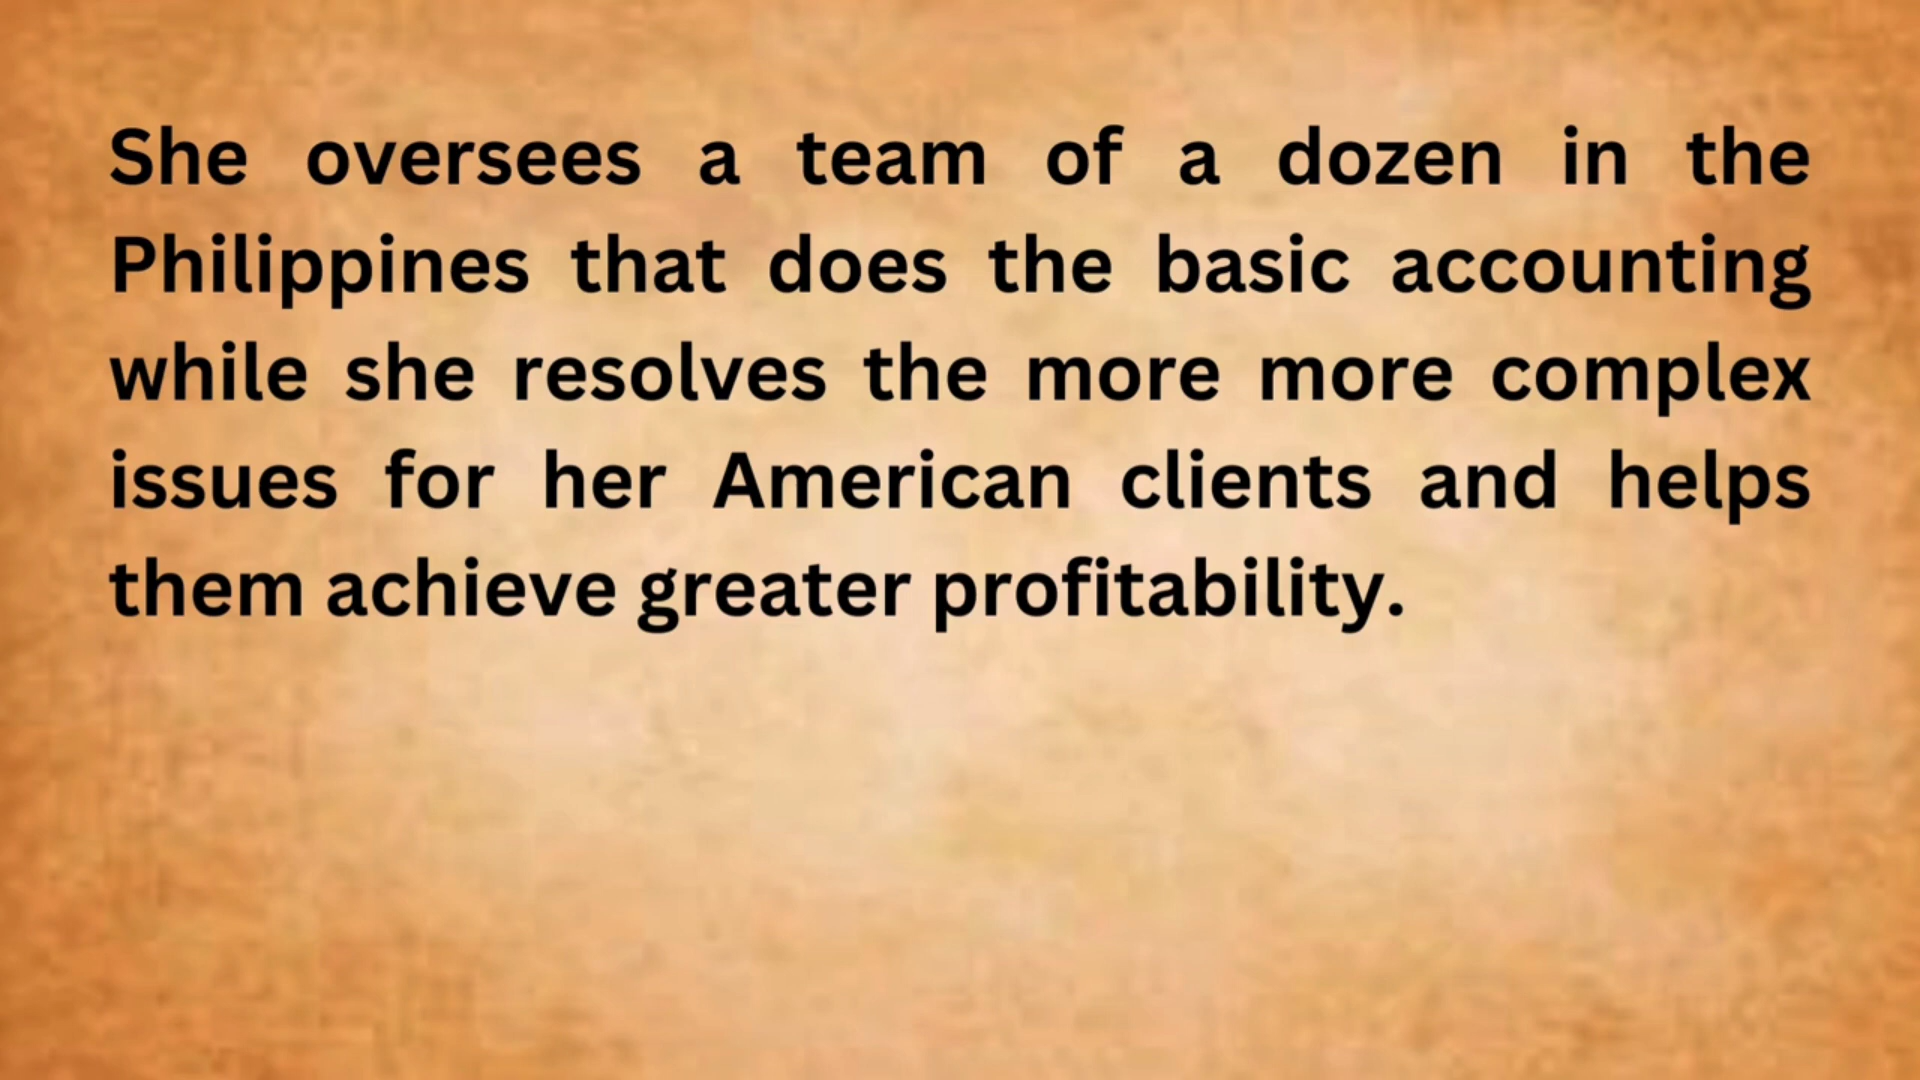 She oversees a team of a dozen in the
Philippines that does the basic accounting
while she resolves the more more complex
issues for her American clients and helps
them achieve greater profitability.